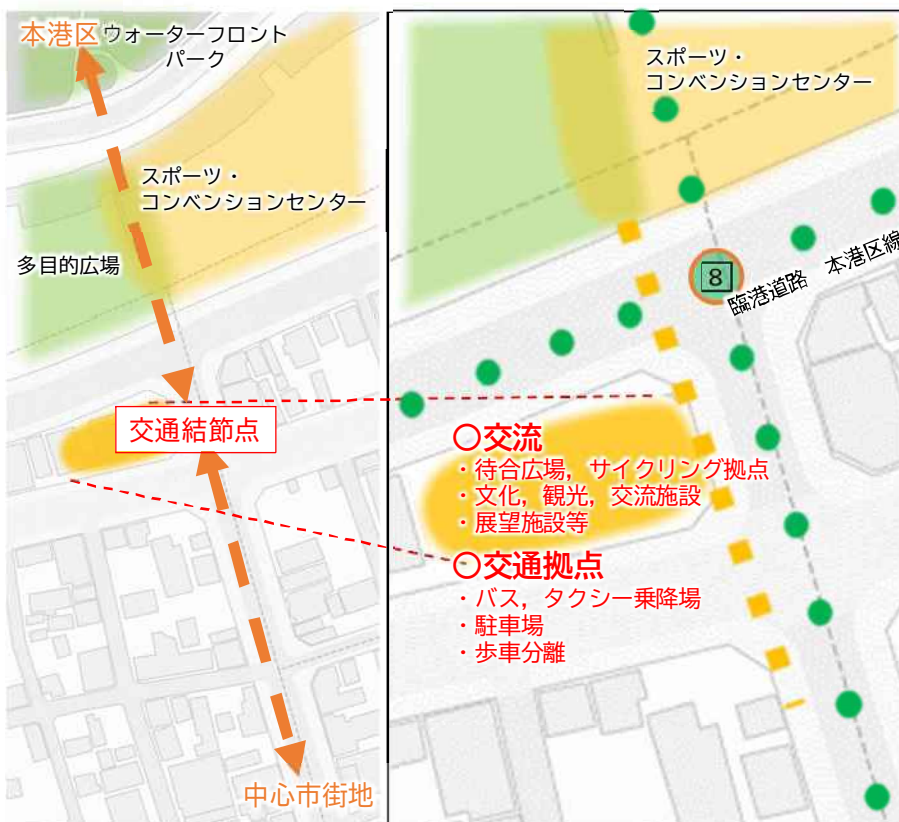 本港区
ウォーターフロント
パーク
スポーツ・
コンベンションセンター
多目的広場
交通結節点
中心市街地
スポーツ・
コンベンションセンター
8
臨港道路　本港区線
○交流
・待合広場，サイクリング拠点
・文化，観光，交流施設
・展望施設等
○交通拠点
・バス，タクシー乗降場
・駐車場
・歩車分離